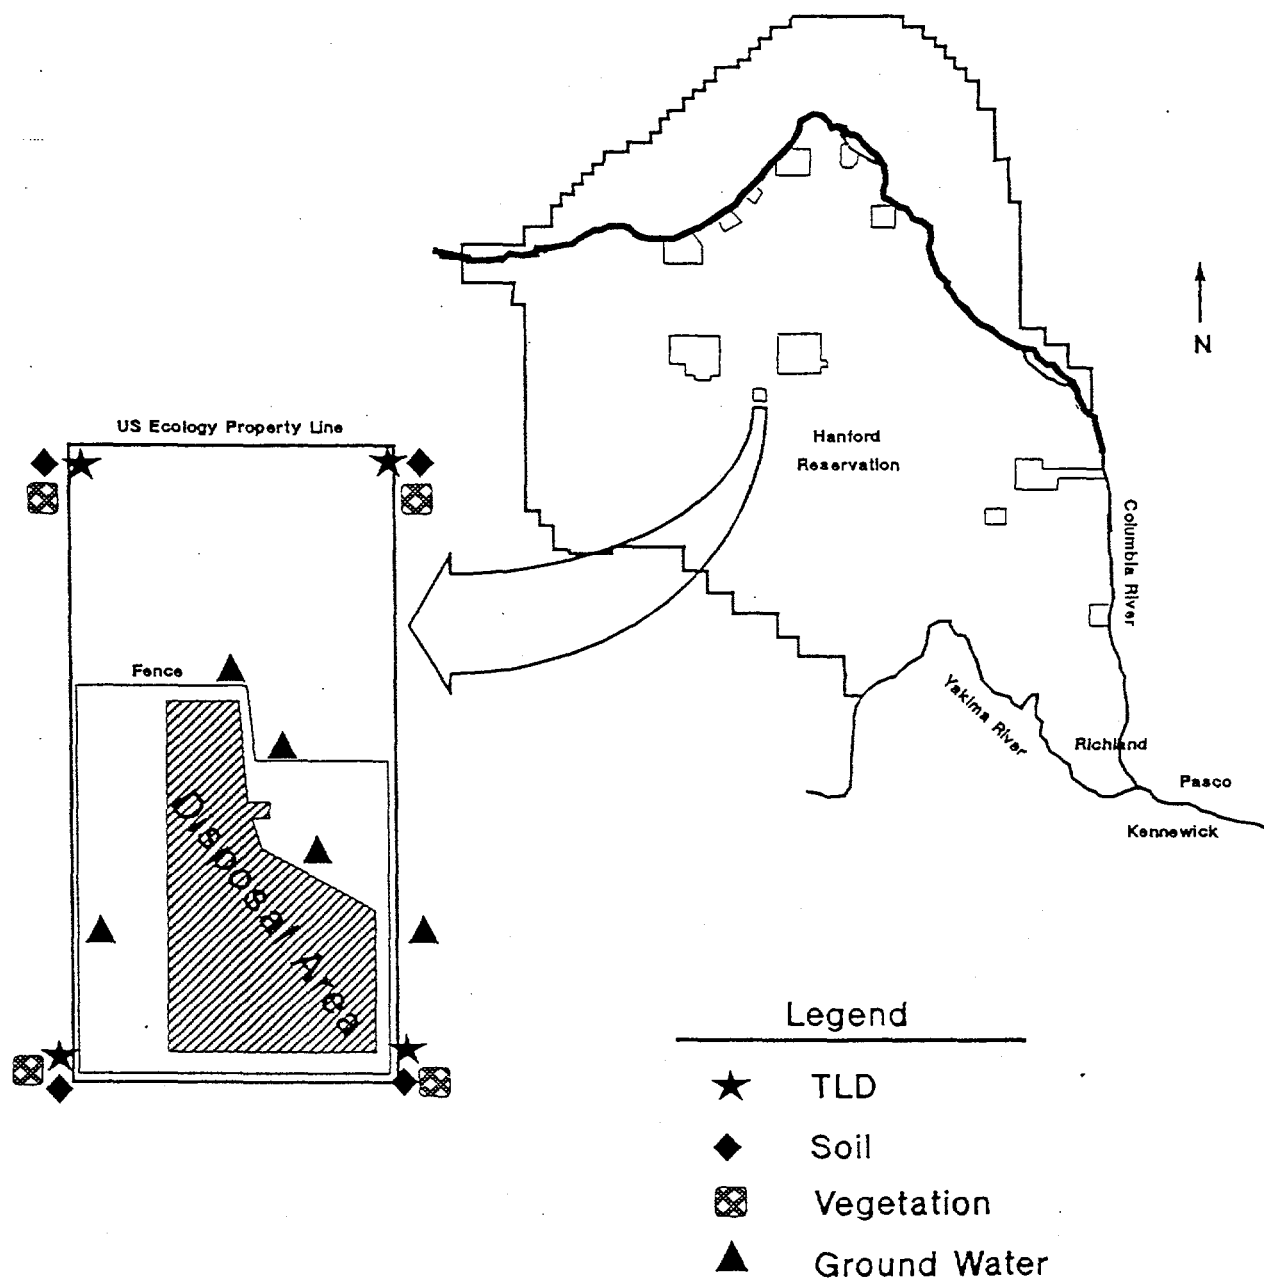 N
US Ecology Property Line
Hanford
Reservation
Columbia River
Fence
Yakima River
Richland
Pasco
Kennewick
Disposal Area
Legend
TLD
Soil
Vegetation
Ground Water